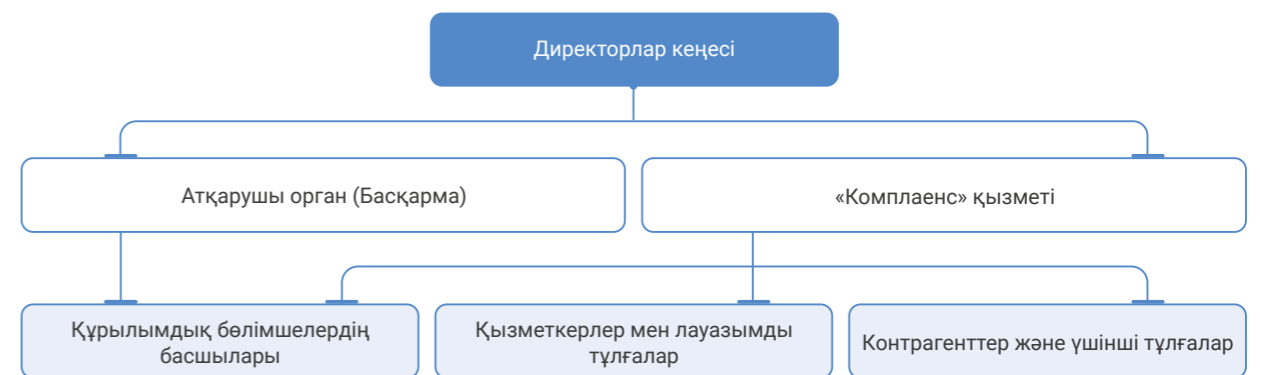 Директорлар кеңесі
Атқарушы орган (Басқарма)
«Комплаенс» қызметі
Құрылымдық бөлімшелердің
басшылары
Қызметкерлер мен лауазымды
тұлғалар
Контрагенттер және үшінші тұлғалар